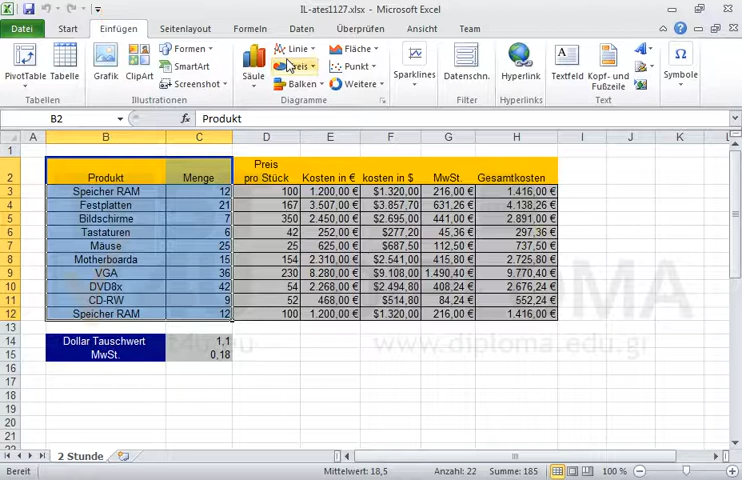 IL-ates1127.xlsx - Microsoft Excel
Datei Start Einfügen Seitenlayout Formeln Daten Überprüfen Ansicht Team
PivotTable Tabelle Grafik ClipArt Formen SmartArt Screenshot Säule Linie Kreis Balken Fläche Punkt Weitere Sparklines Datenschn. Hyperlink Textfeld Kopf- und Fußzeile Symbole
Tabellen Illustrationen Diagramme Filter Hyperlinks Text
B2 fx Produkt
A B C D E F G H I J K L
1
2 Produkt Menge Preis pro Stück Kosten in € kosten in $ MwSt. Gesamtkosten
3 Speicher RAM 12 100 1.200,00 € $1.320,00 216,00 € 1.416,00 €
4 Festplatten 21 167 3.507,00 € $3.857,70 631,26 € 4.138,26 €
5 Bildschirme 7 350 2.450,00 € $2.695,00 441,00 € 2.891,00 €
6 Tastaturen 6 42 252,00 € $277,20 45,36 € 297,36 €
7 Mäuse 25 25 625,00 € $687,50 112,50 € 737,50 €
8 Motherboarda 15 154 2.310,00 € $2.541,00 415,80 € 2.725,80 €
9 VGA 36 230 8.280,00 € $9.108,00 1.490,40 € 9.770,40 €
10 DVD8x 42 54 2.268,00 € $2.494,80 408,24 € 2.676,24 €
11 CD-RW 9 52 468,00 € $514,80 84,24 € 552,24 €
12 Speicher RAM 12 100 1.200,00 € $1.320,00 216,00 € 1.416,00 €
13
14 Dollar Tauschwert 1,1
15 MwSt. 0,18
www.diploma.edu.gr
16
17
18
19
20
21
22
2 Stunde
Bereit Mittelwert: 18,5 Anzahl: 22 Summe: 185 100 %